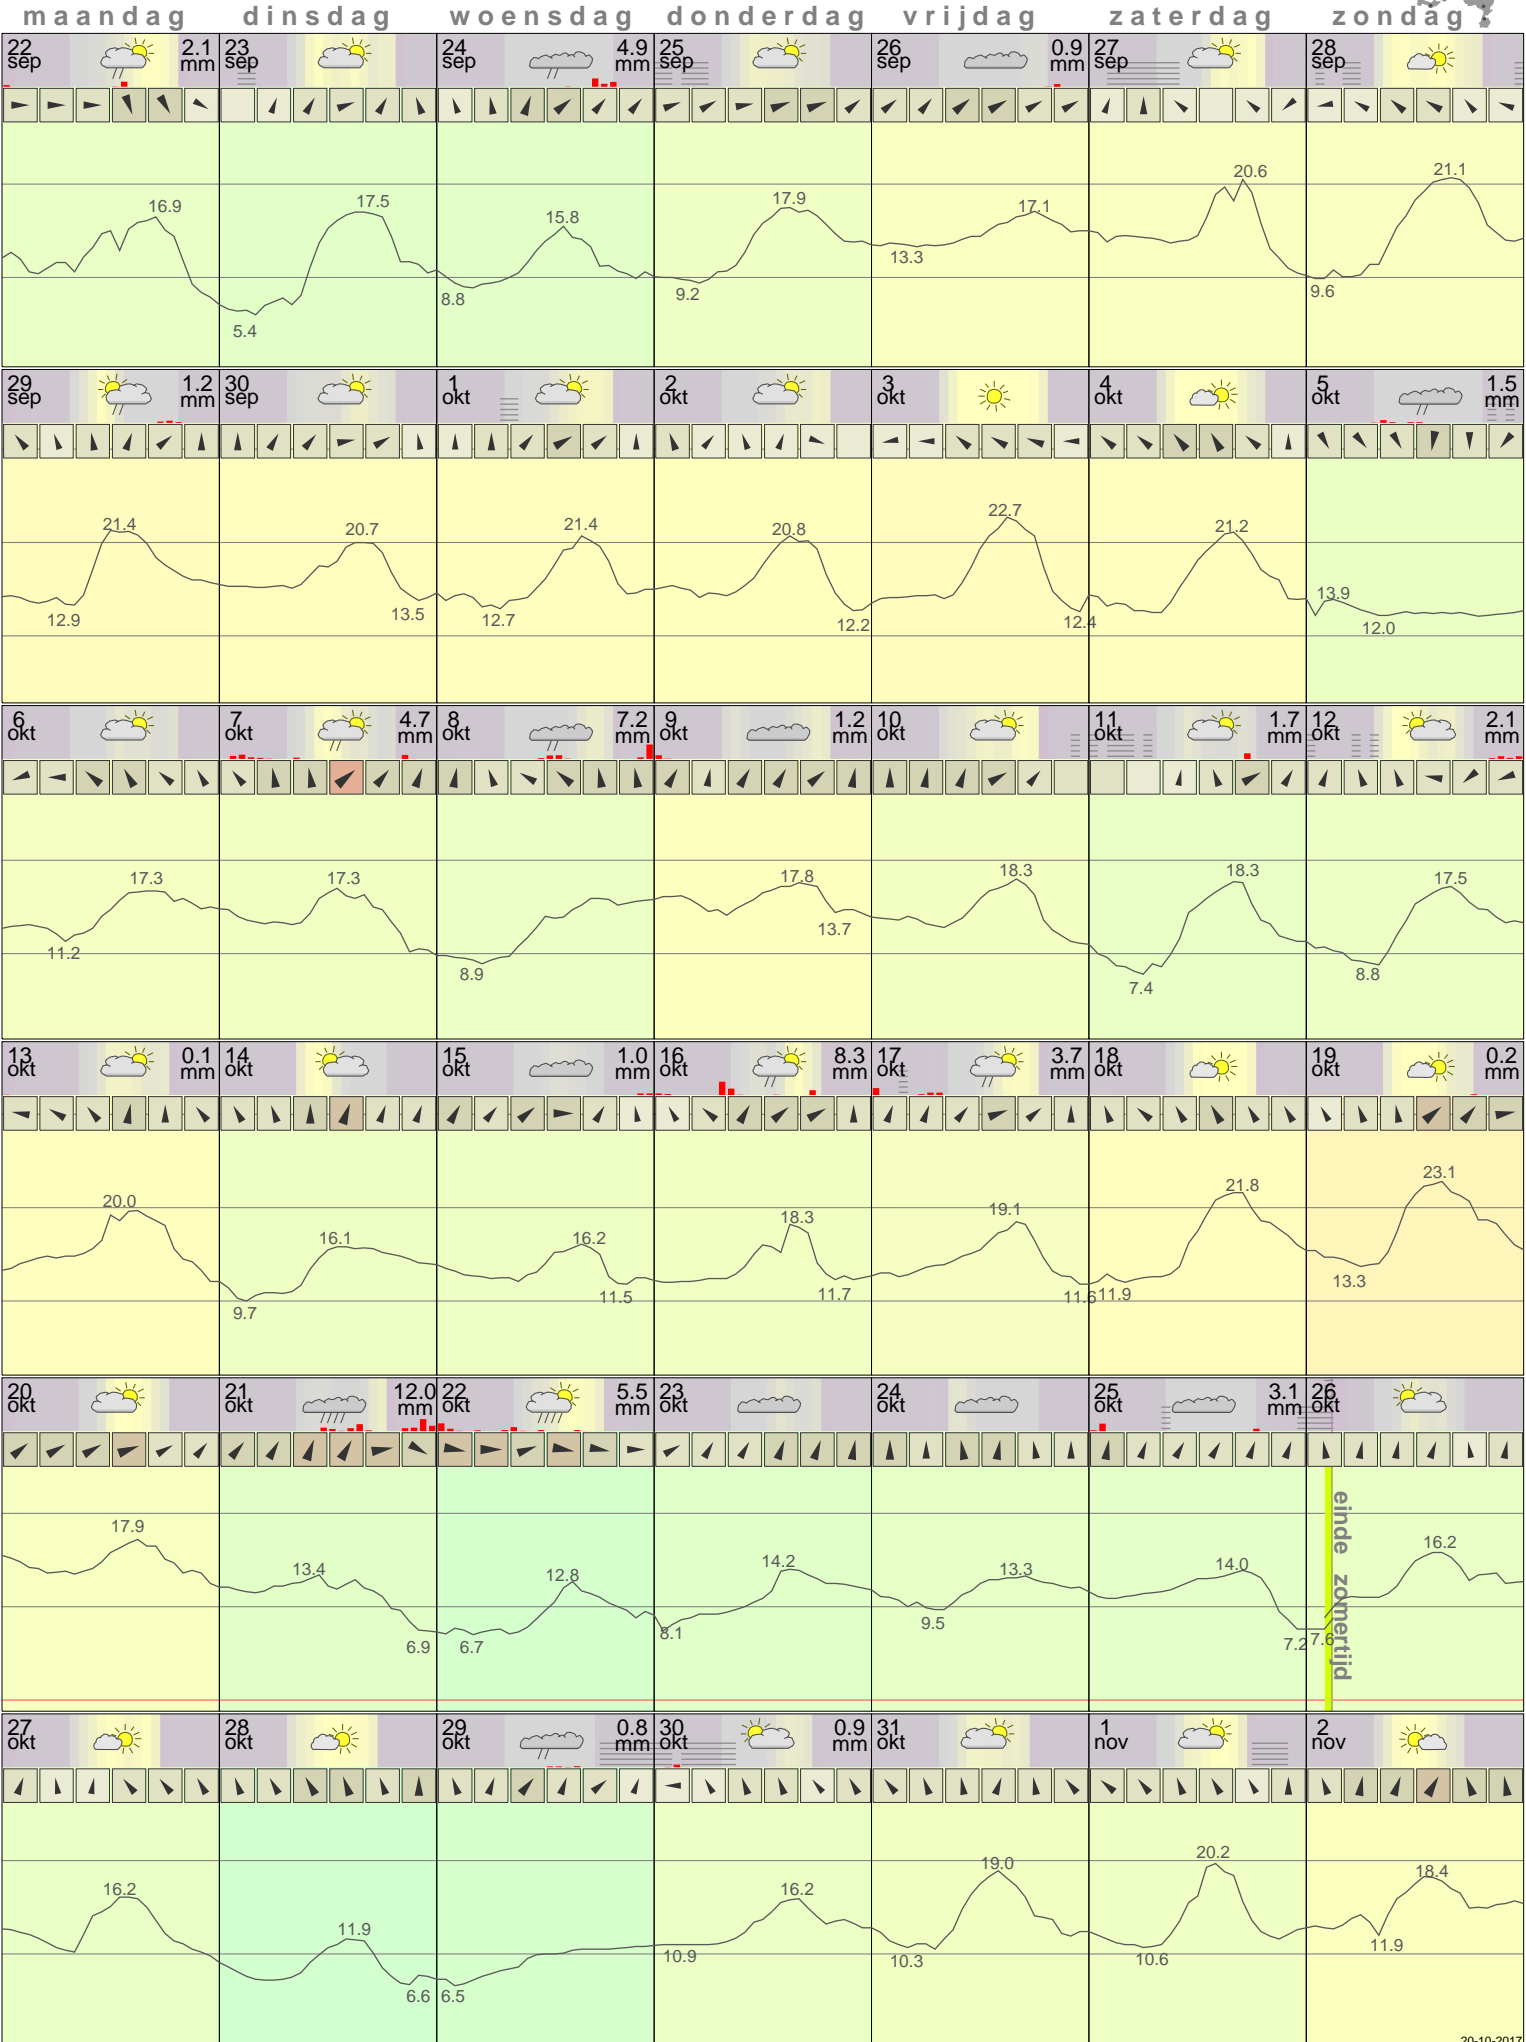 maandag dinsdag woensdag donderdag vrijdag zaterdag zondag
22 sep 2.1 mm 23 sep 24 sep 4.9 mm 25 sep 26 sep 0.9 mm 27 sep 28 sep
16.9 17.5 5.4 15.8 8.8 17.9 9.2 17.1 13.3 20.6 21.1 9.6
29 sep 1.2 mm 30 sep 1 okt 2 okt 3 okt 4 okt 5 okt 1.5 mm
21.4 12.9 20.7 13.5 21.4 12.7 20.8 12.2 22.7 12.4 21.2 13.9 12.0
6 okt 7 okt 4.7 mm 8 okt 7.2 mm 9 okt 1.2 mm 10 okt 11 okt 1.7 mm 12 okt 2.1 mm
17.3 11.2 17.3 8.9 17.8 13.7 18.3 18.3 7.4 17.5 8.8
13 okt 0.1 mm 14 okt 15 okt 1.0 mm 16 okt 8.3 mm 17 okt 3.7 mm 18 okt 19 okt 0.2 mm
20.0 16.1 9.7 16.2 11.5 18.3 11.7 19.1 11.6 11.9 21.8 23.1 13.3
20 okt 21 okt 12.0 mm 22 okt 5.5 mm 23 okt 24 okt 25 okt 3.1 mm 26 okt
17.9 13.4 6.9 12.8 6.7 14.2 8.1 13.3 9.5 14.0 7.2 7.6 16.2
einde zomertijd
27 okt 28 okt 29 okt 0.8 mm 30 okt 0.9 mm 31 okt 1 nov 2 nov
16.2 11.9 6.6 6.5 16.2 10.9 19.0 10.3 20.2 10.6 18.4 11.9
20-10-2017